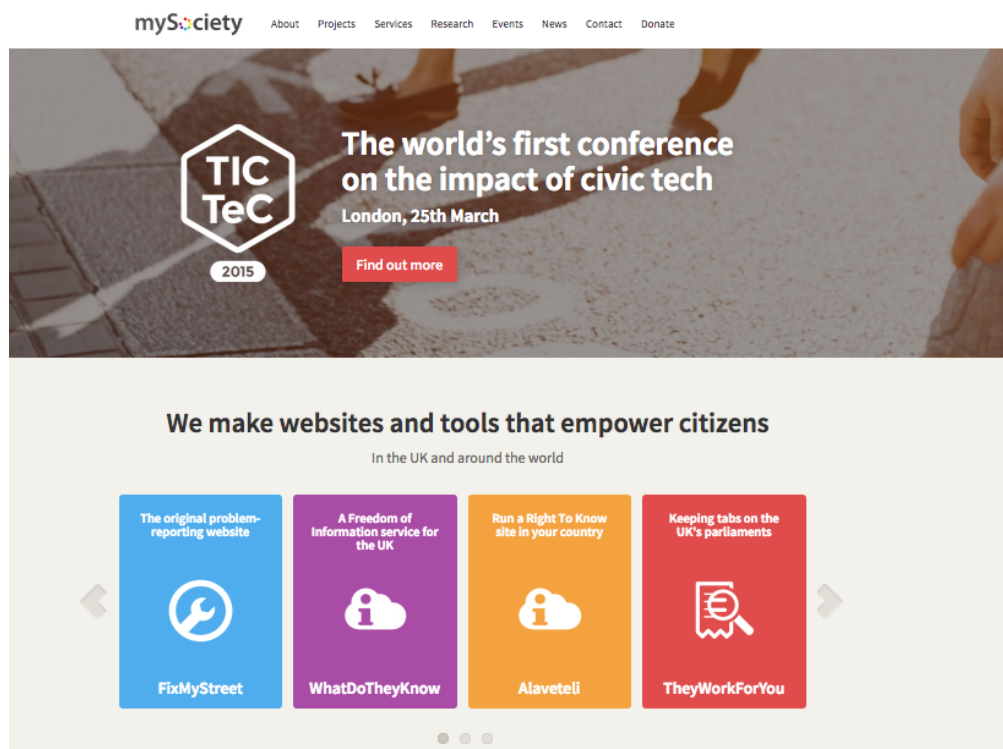 mySociety
About Projects Services Research Events News Contact Donate
TIC
TeC
2015
The world's first conference
on the impact of civic tech
London, 25th March
Find out more
We make websites and tools that empower citizens
In the UK and around the world
The original problem-
reporting website
FixMyStreet
A Freedom of
Information service for
the UK
WhatDoTheyKnow
Run a Right To Know
site in your country
Alaveteli
Keeping tabs on the
UK's parliaments
TheyWorkForYou